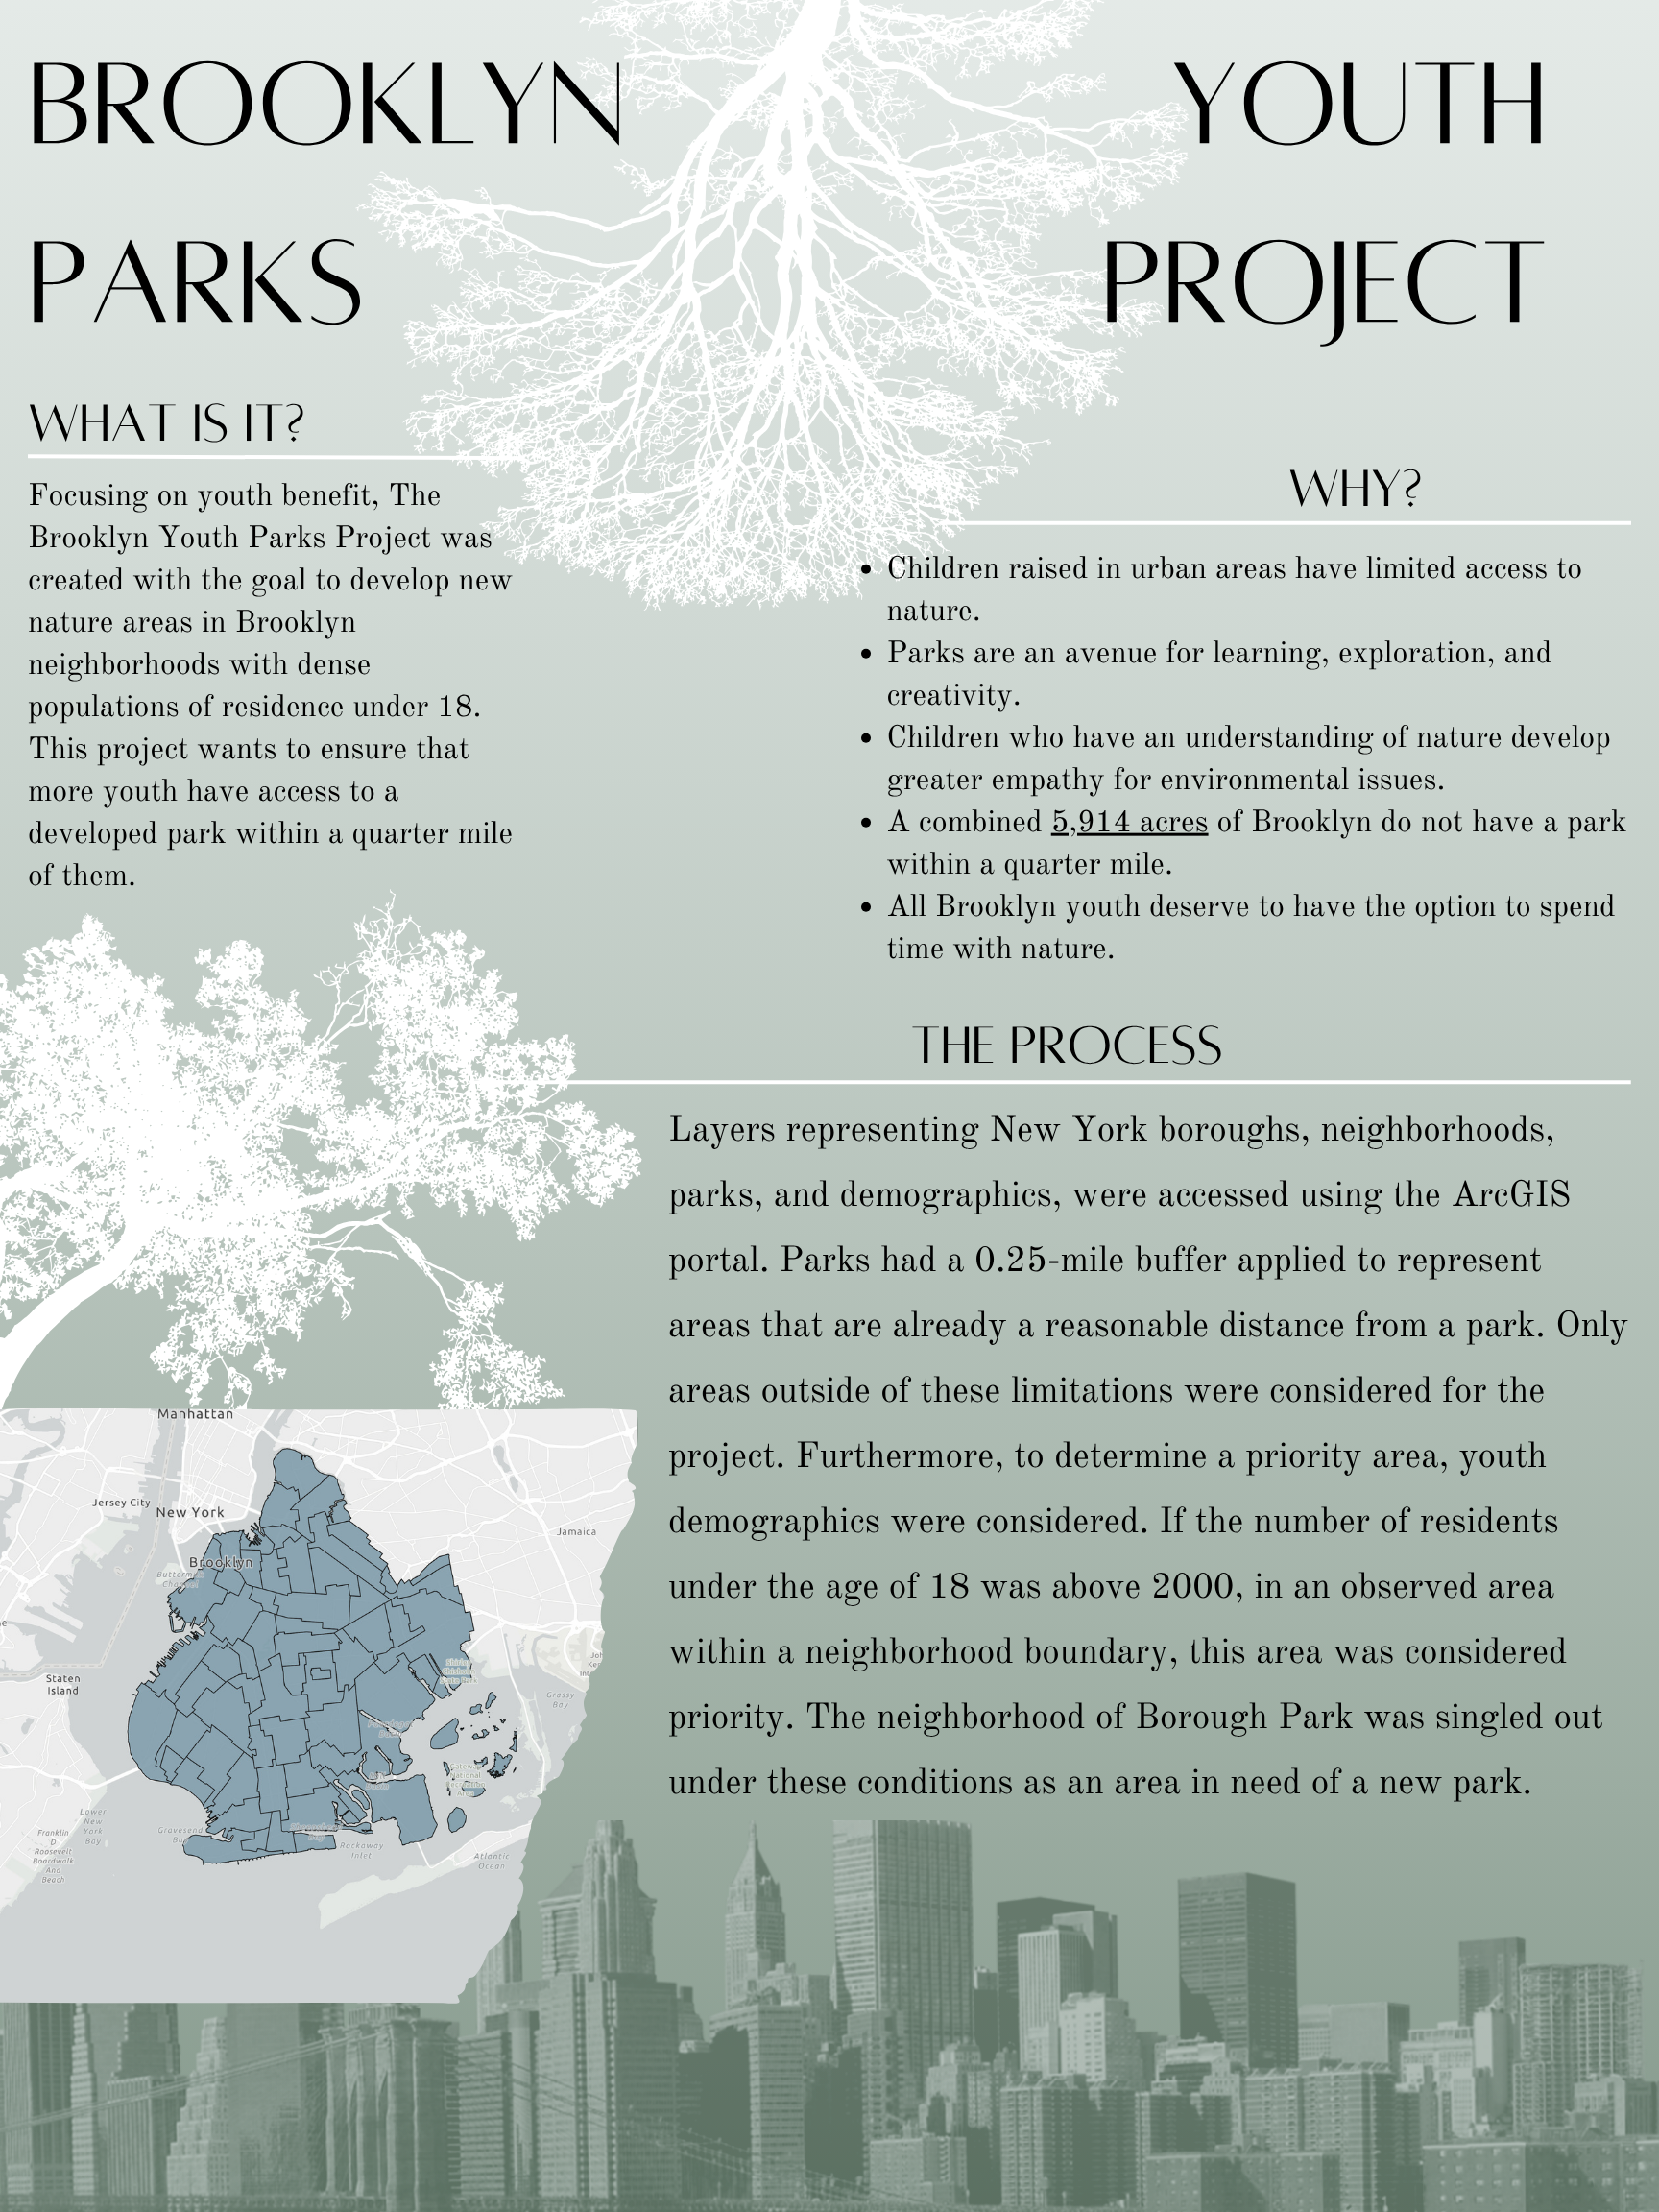 BROOKLYN YOUTH
PARKS PROJECT
WHAT IS IT?
Focusing on youth benefit, The
Brooklyn Youth Parks Project was
created with the goal to develop new
nature areas in Brooklyn
neighborhoods with dense
populations of residence under 18.
This project wants to ensure that
more youth have access to a
developed park within a quarter mile
of them.
WHY?
• Children raised in urban areas have limited access to
nature.
• Parks are an avenue for learning, exploration, and
creativity.
• Children who have an understanding of nature develop
greater empathy for environmental issues.
• A combined 5,914 acres of Brooklyn do not have a park
within a quarter mile.
• All Brooklyn youth deserve to have the option to spend
time with nature.
THE PROCESS
Layers representing New York boroughs, neighborhoods,
parks, and demographics, were accessed using the ArcGIS
portal. Parks had a 0.25-mile buffer applied to represent
areas that are already a reasonable distance from a park. Only
areas outside of these limitations were considered for the
project. Furthermore, to determine a priority area, youth
demographics were considered. If the number of residents
under the age of 18 was above 2000, in an observed area
within a neighborhood boundary, this area was considered
priority. The neighborhood of Borough Park was singled out
under these conditions as an area in need of a new park.
Manhattan
Jersey City
New York
Jamaica
Brooklyn
Staten
Island
Grassy
Bay
Lower
New
York
Bay
Franklin
D
Roosevelt
Boardwalk
And
Beach
Gravesend
Bay
Rockaway
Inlet
Atlantic
Ocean